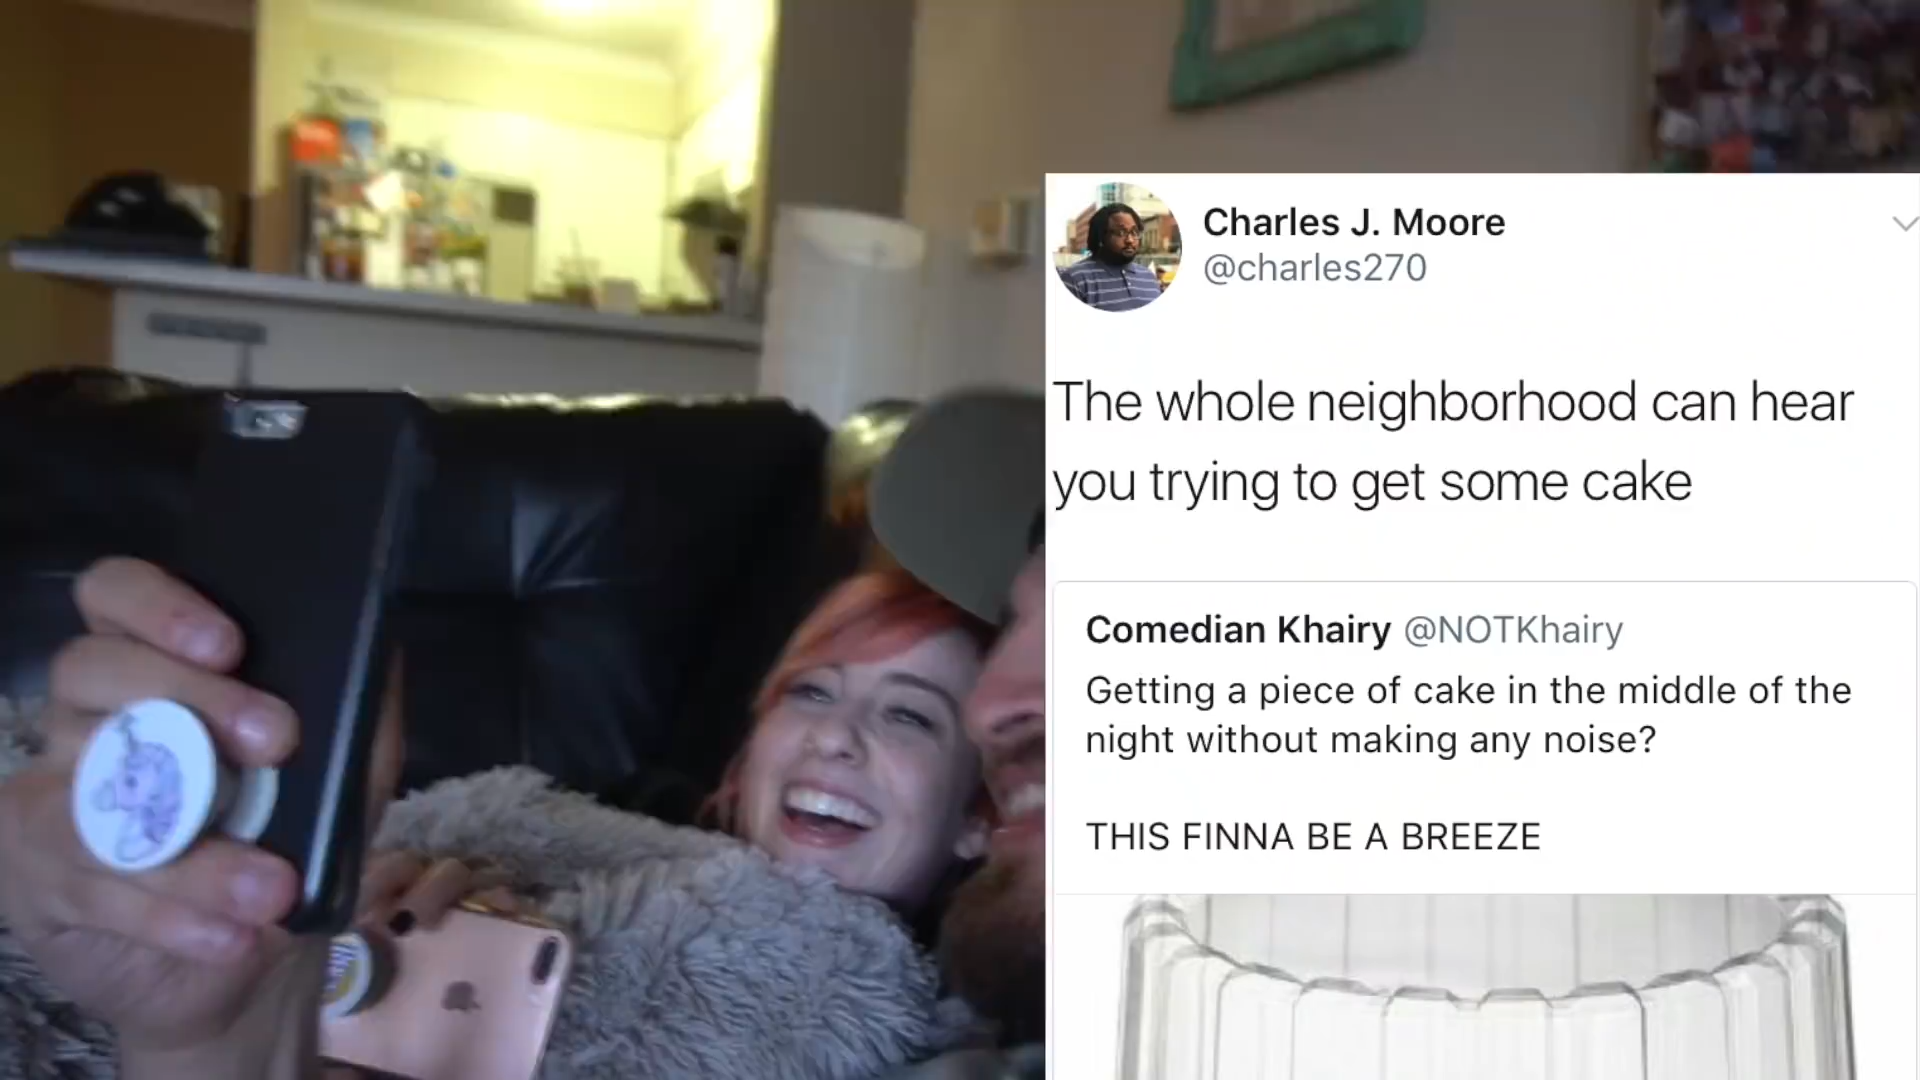 Charles J. Moore
@charles270
The whole neighborhood can hear
you trying to get some cake
Comedian Khairy @NOTKhairy
Getting a piece of cake in the middle of the
night without making any noise?
THIS FINNA BE A BREEZE